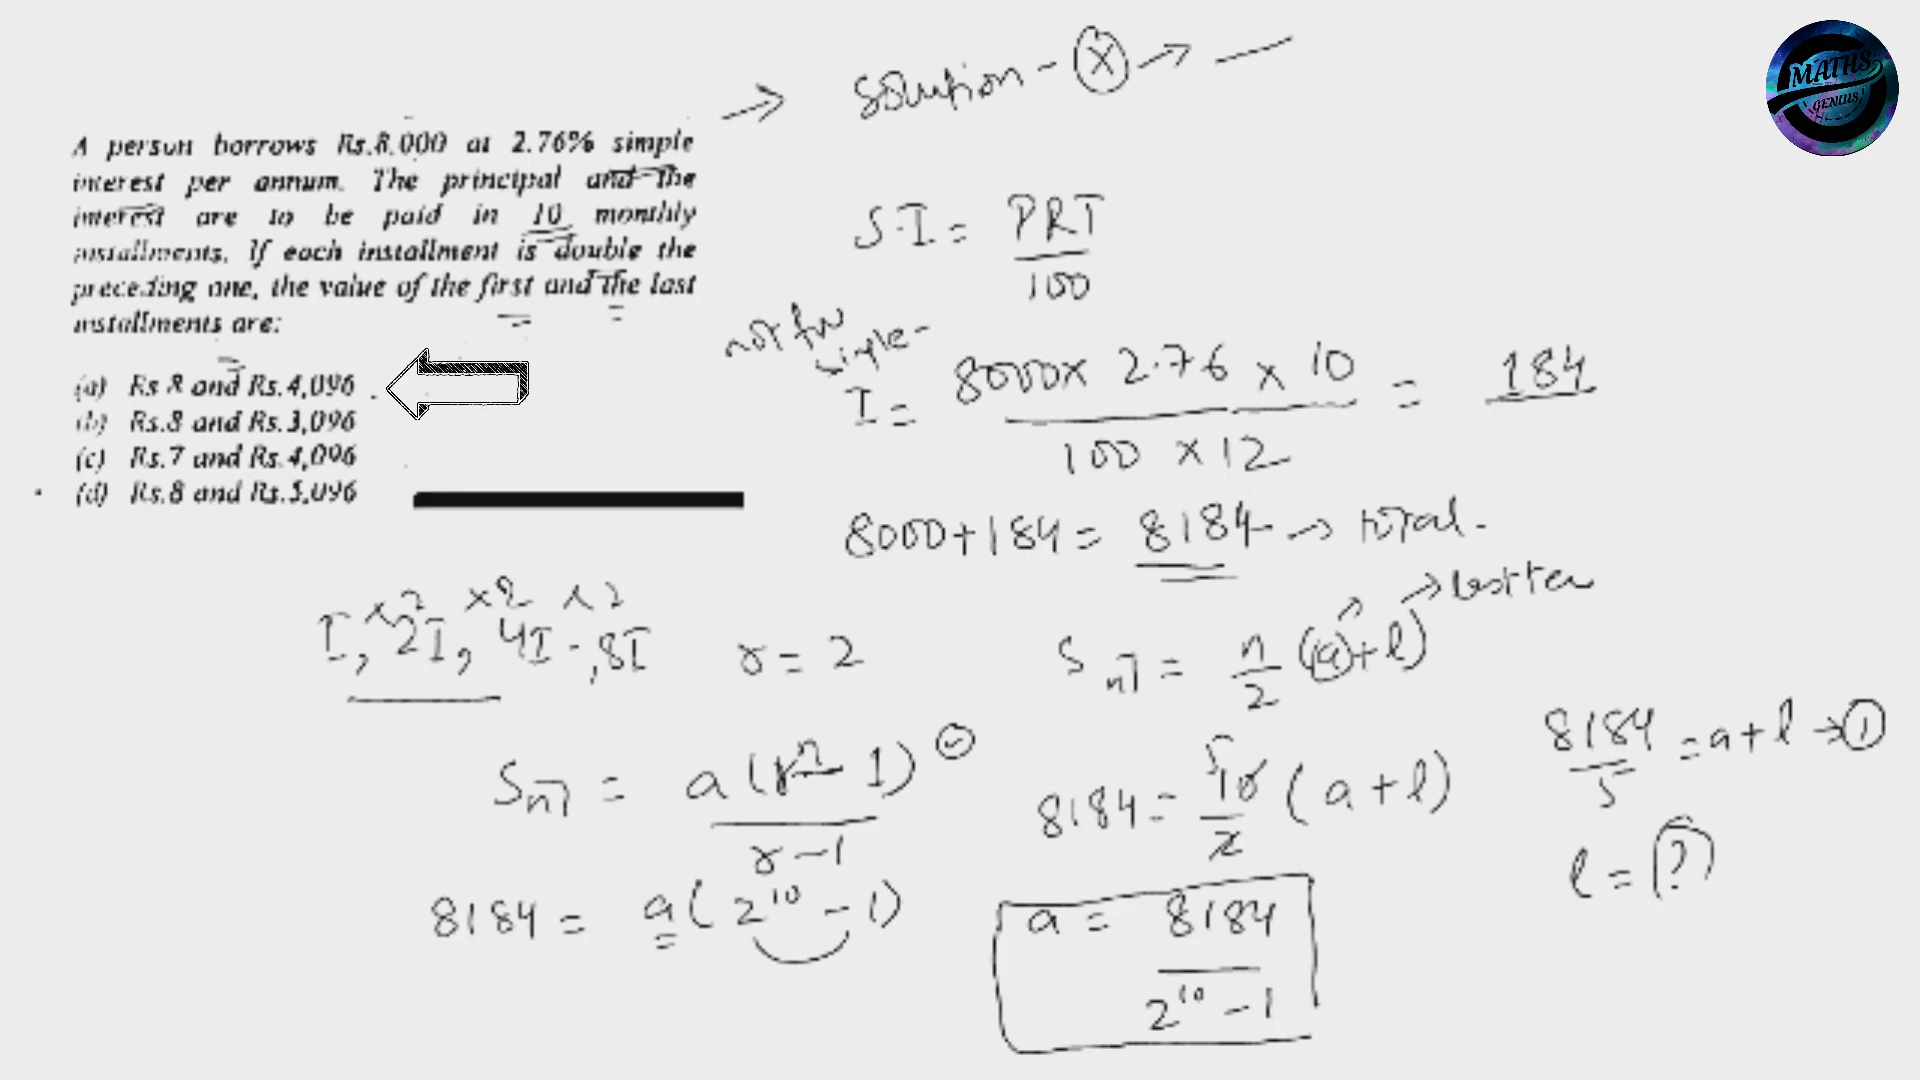 MATHS
GENIUS
Solution - X → —
A person borrows Rs.8,000 at 2.76% simple
interest per annum. The principal and the
interest are to be paid in 10 monthly
installments. If each installment is double the
preceding one, the value of the first and the last
installments are:
(a) Rs 8 and Rs.4,096
(b) Rs.8 and Rs.3,096
(c) Rs.7 and Rs.4,096
(d) Rs.8 and Rs.5,096
S.I = PRT
100
not for
simple-
I = 8000 x 2.76 x 10 = 184
100 x 12
8000+184 = 8184 → total.
I, 2I, 4I -, 8I
x2 x2 x2
r = 2
Sn = n/2 (a + l)
Sn = a(r^n - 1)
r-1
8184 = a(2^10 - 1)
8184 = 10/2 (a + l)
5
8184/5 = a + l → 1
l = ?
a = 8184
2^10 - 1